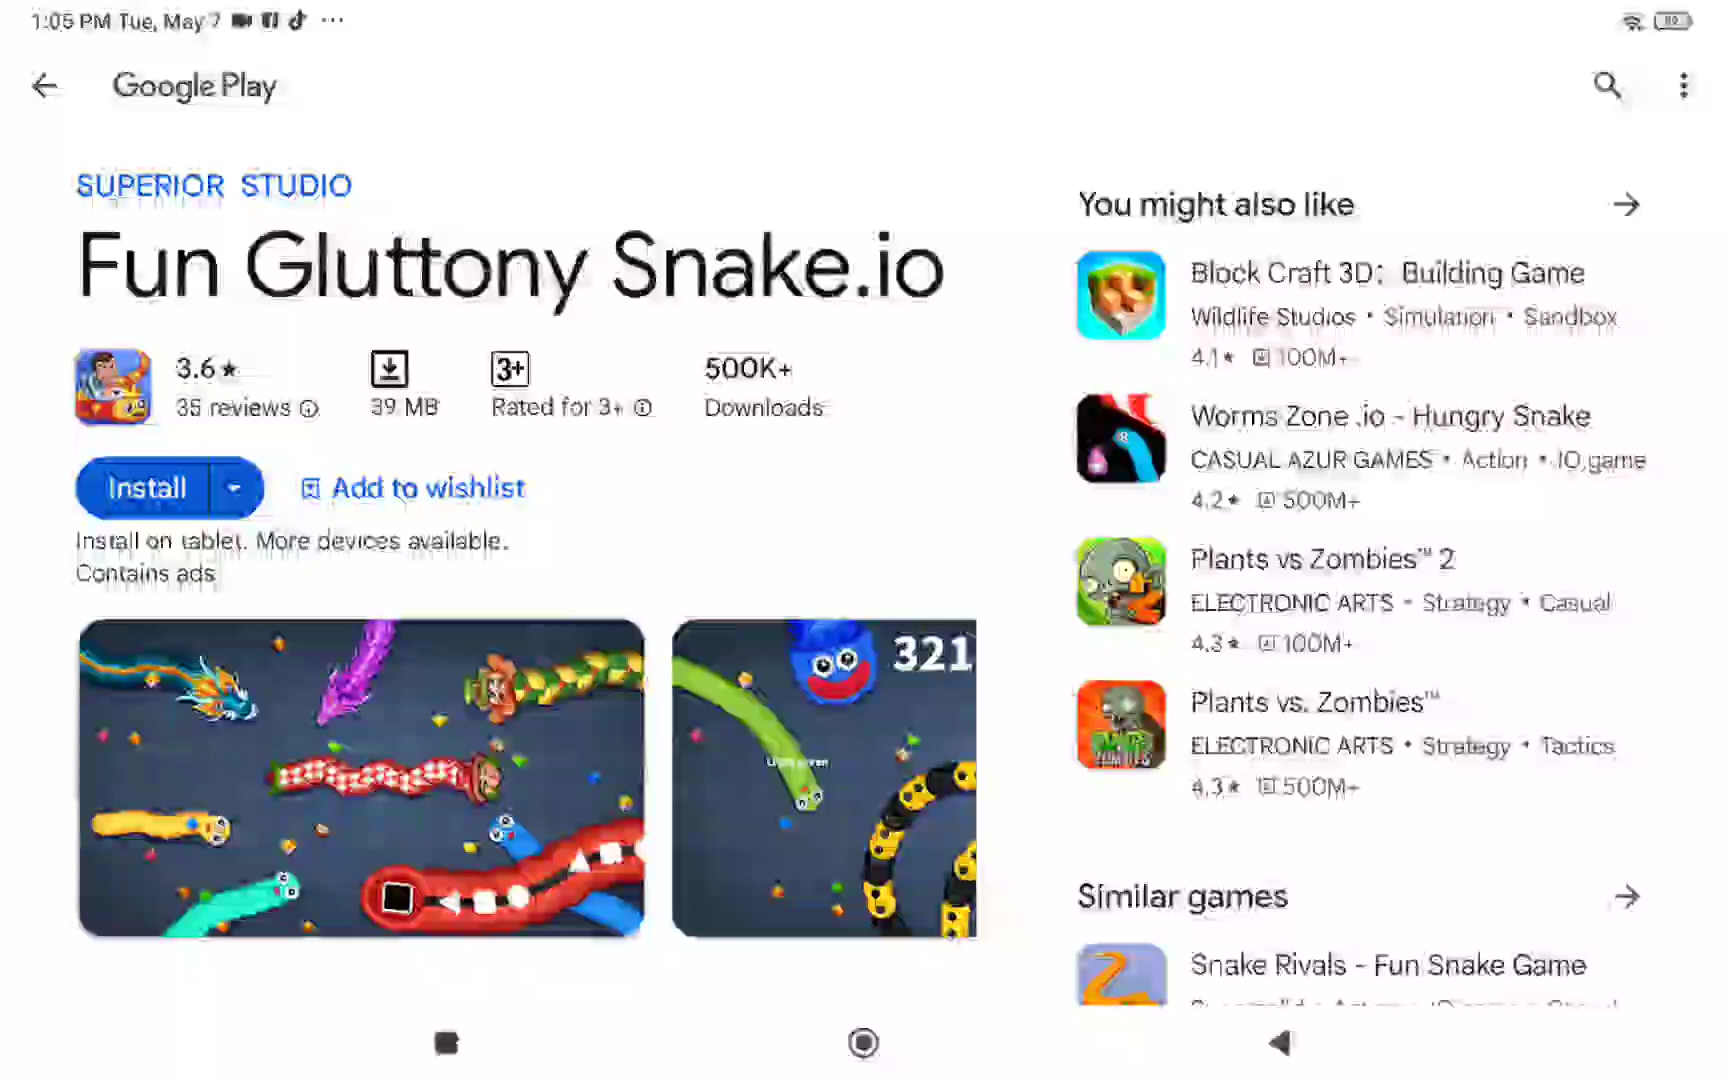 1:05 PM Tue, May 7
Google Play
SUPERIOR STUDIO
Fun Gluttony Snake.io
3.6★
35 reviews
39 MB
3+
Rated for 3+
500K+
Downloads
Install
Add to wishlist
Install on tablet. More devices available.
Contains ads
321
You might also like
Block Craft 3D: Building Game
Wildlife Studios • Simulation • Sandbox
4.1★ 100M+
Worms Zone .io - Hungry Snake
CASUAL AZUR GAMES • Action • IO game
4.2★ 500M+
Plants vs Zombies™ 2
ELECTRONIC ARTS • Strategy • Casual
4.3★ 100M+
Plants vs. Zombies™
ELECTRONIC ARTS • Strategy • Tactics
4.3★ 500M+
Similar games
Snake Rivals - Fun Snake Game